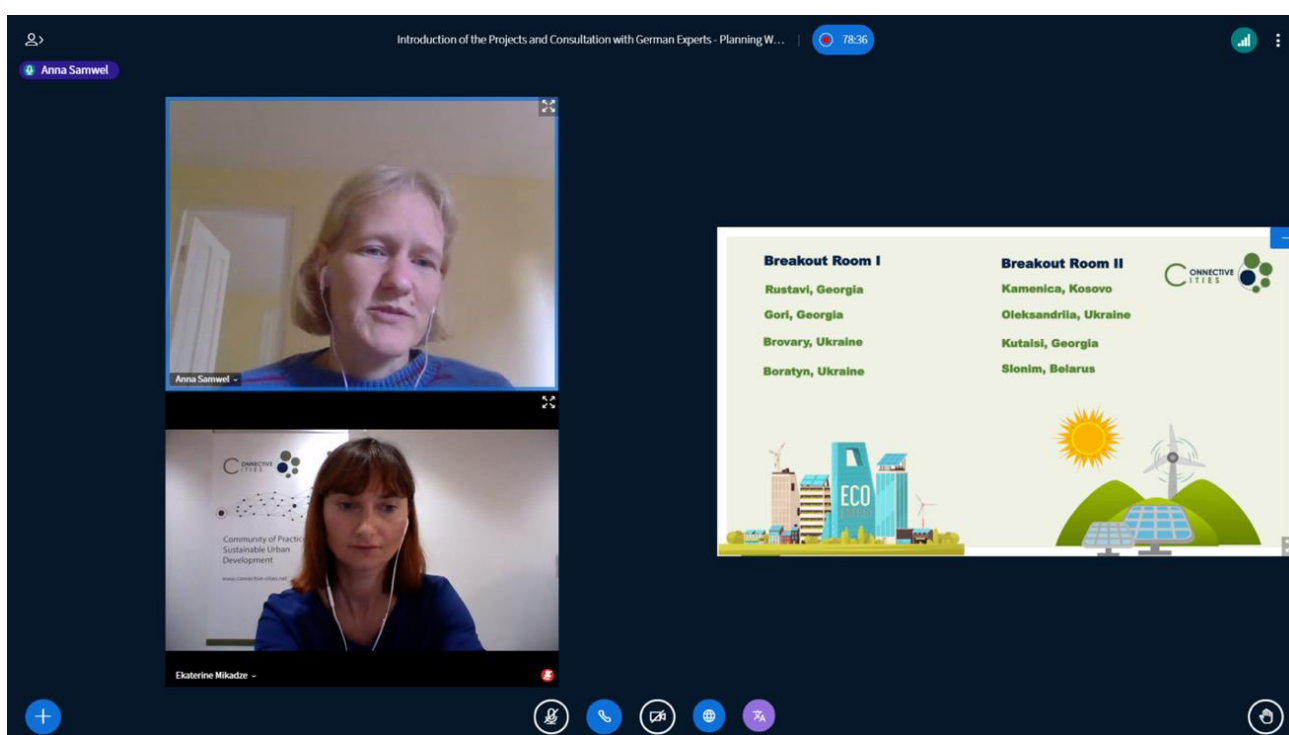 Introduction of the Projects and Consultation with German Experts - Planning W...
78:36
Anna Samwel
Anna Samwel
CONNECTIVE
CITIES
Community of Practic
Sustainable Urban
Development
www.connective-cities.net
Ekaterine Mikadze
Breakout Room I
Rustavi, Georgia
Gori, Georgia
Brovary, Ukraine
Boratyn, Ukraine
Breakout Room II
Kamenica, Kosovo
Oleksandriia, Ukraine
Kutaisi, Georgia
Slonim, Belarus
CONNECTIVE
CITIES
ECO